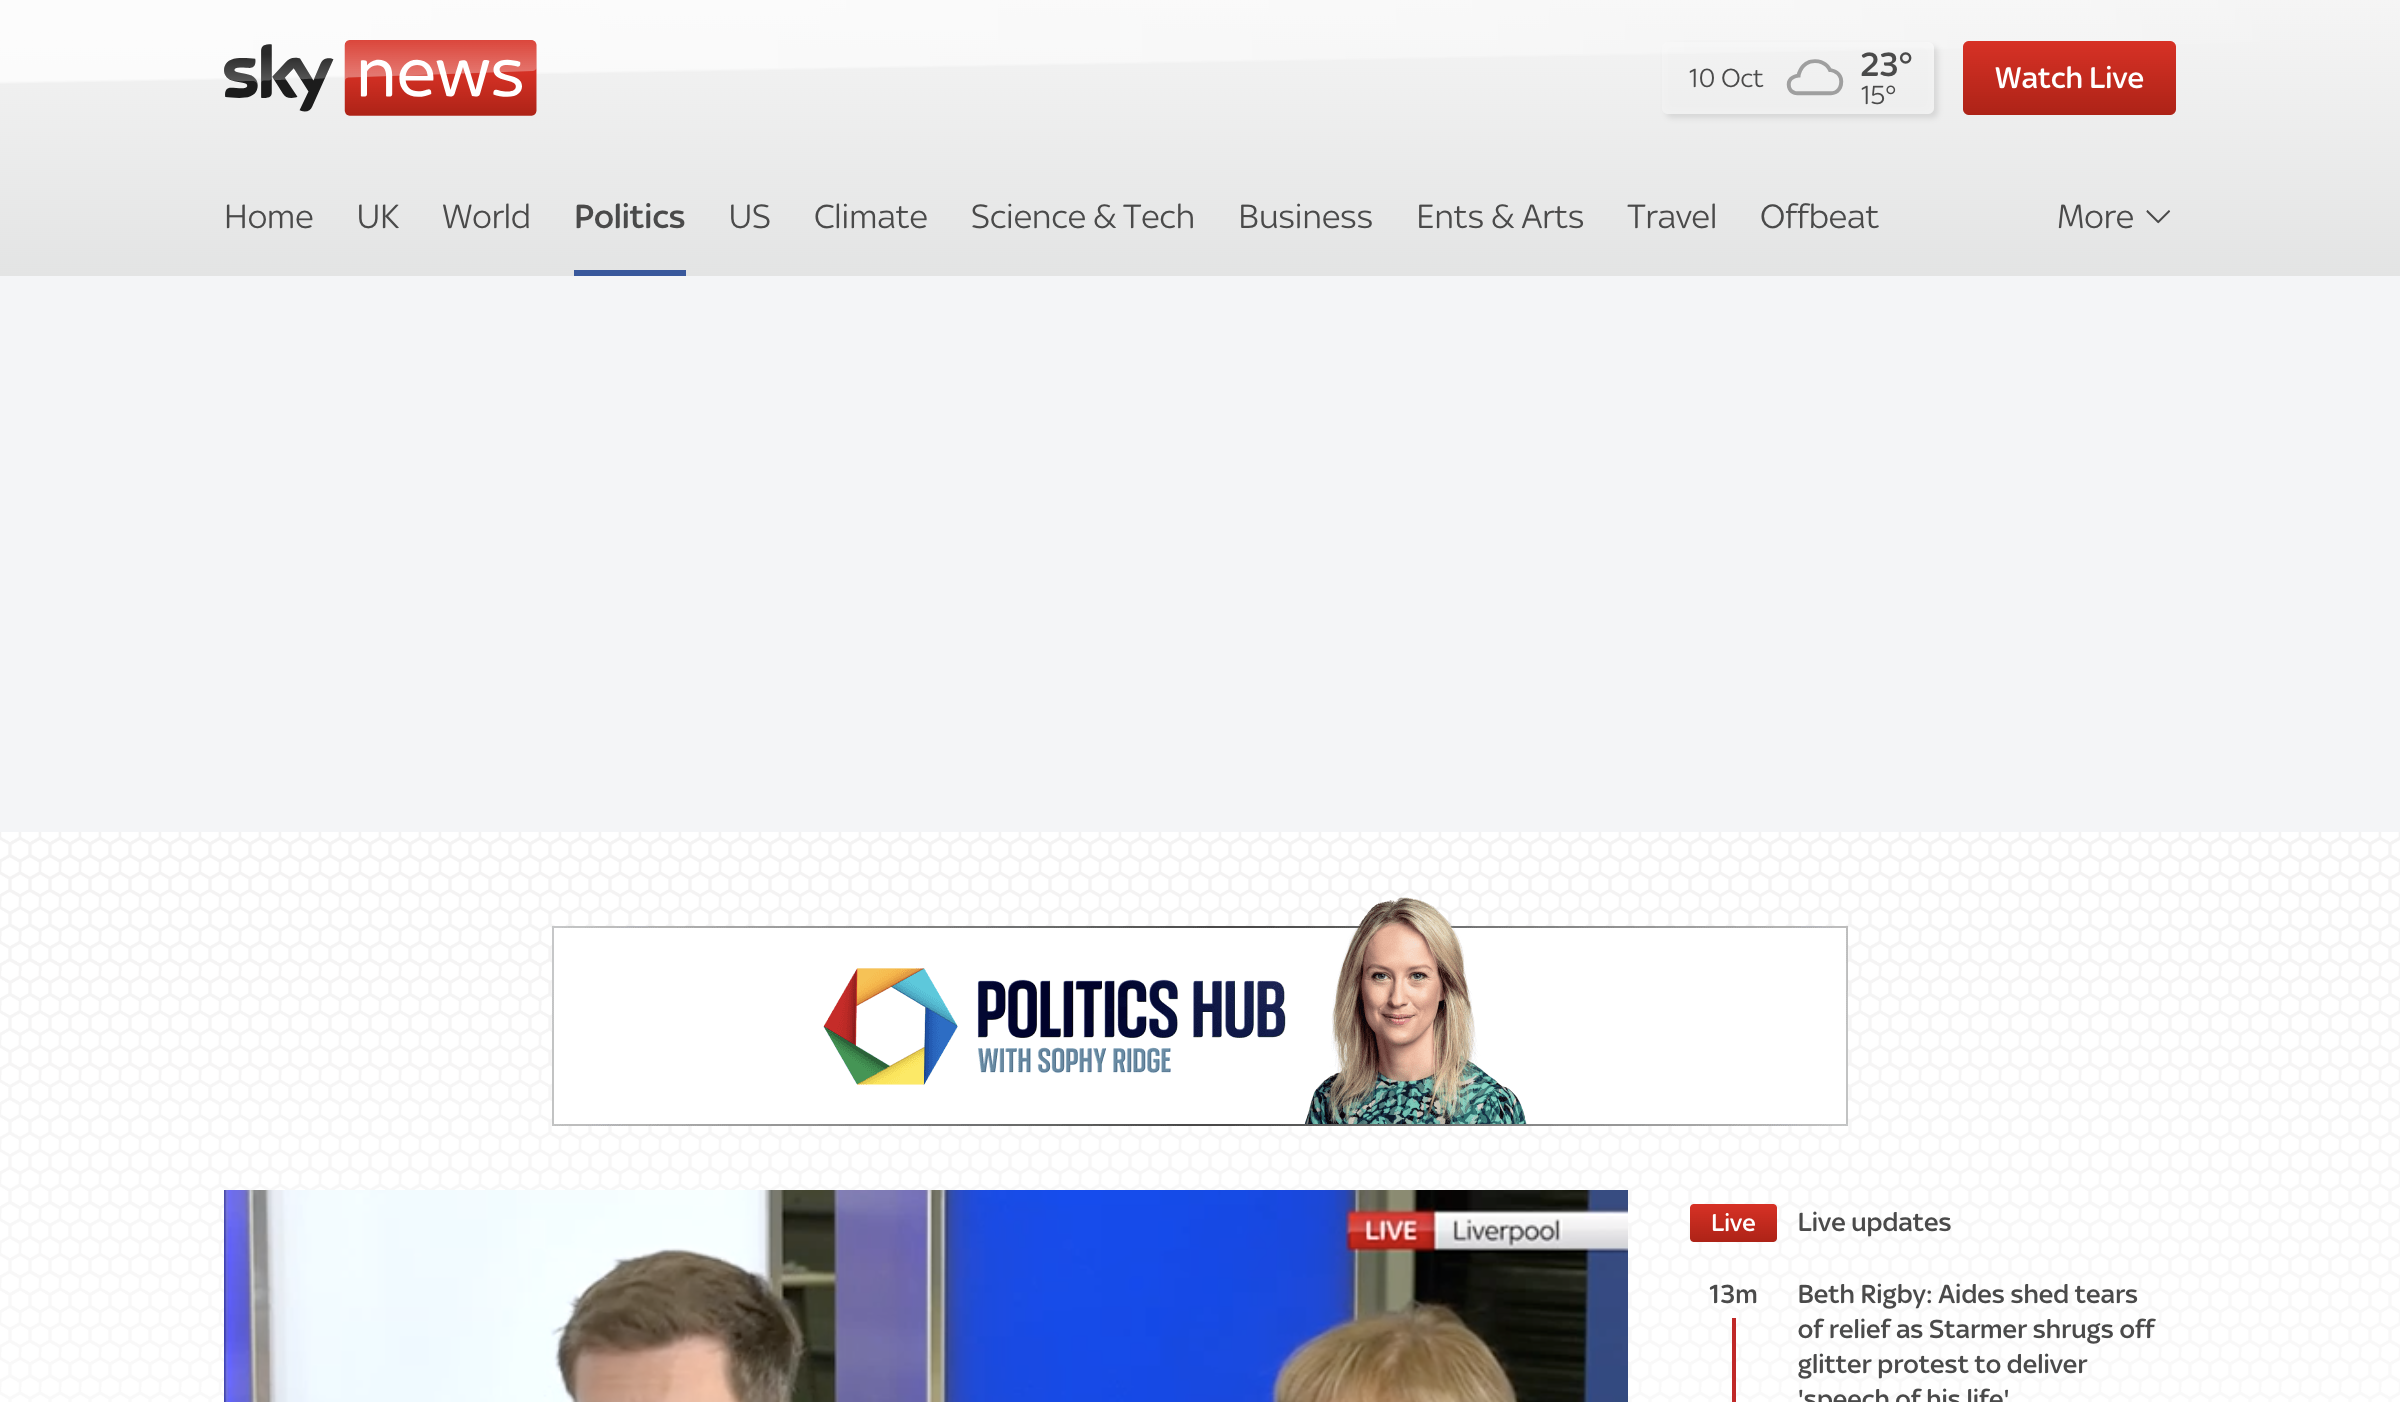 sky news
10 Oct
23°
15°
Watch Live
Home UK World Politics US Climate Science & Tech Business Ents & Arts Travel Offbeat More
POLITICS HUB
WITH SOPHY RIDGE
LIVE Liverpool
Live Live updates
13m
Beth Rigby: Aides shed tears
of relief as Starmer shrugs off
glitter protest to deliver
'speech of his life'